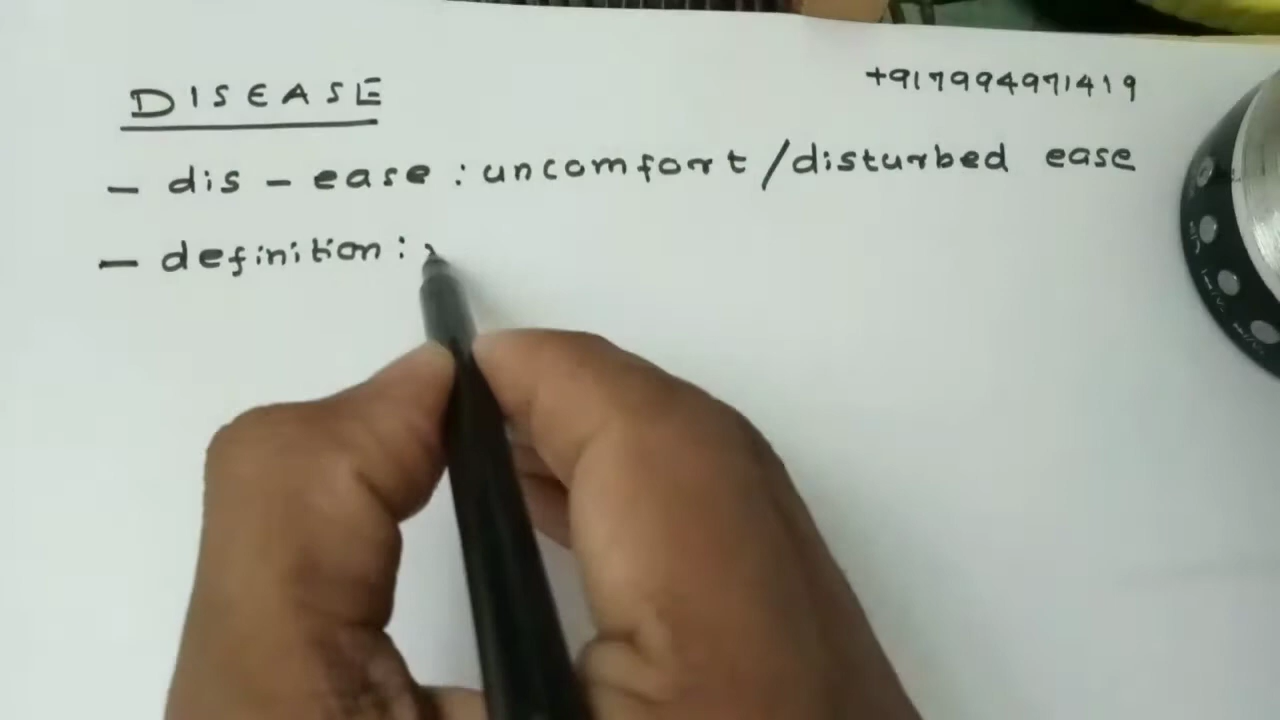 DISEASE
+917994971419
- dis - ease : uncomfort / disturbed ease
- definition :